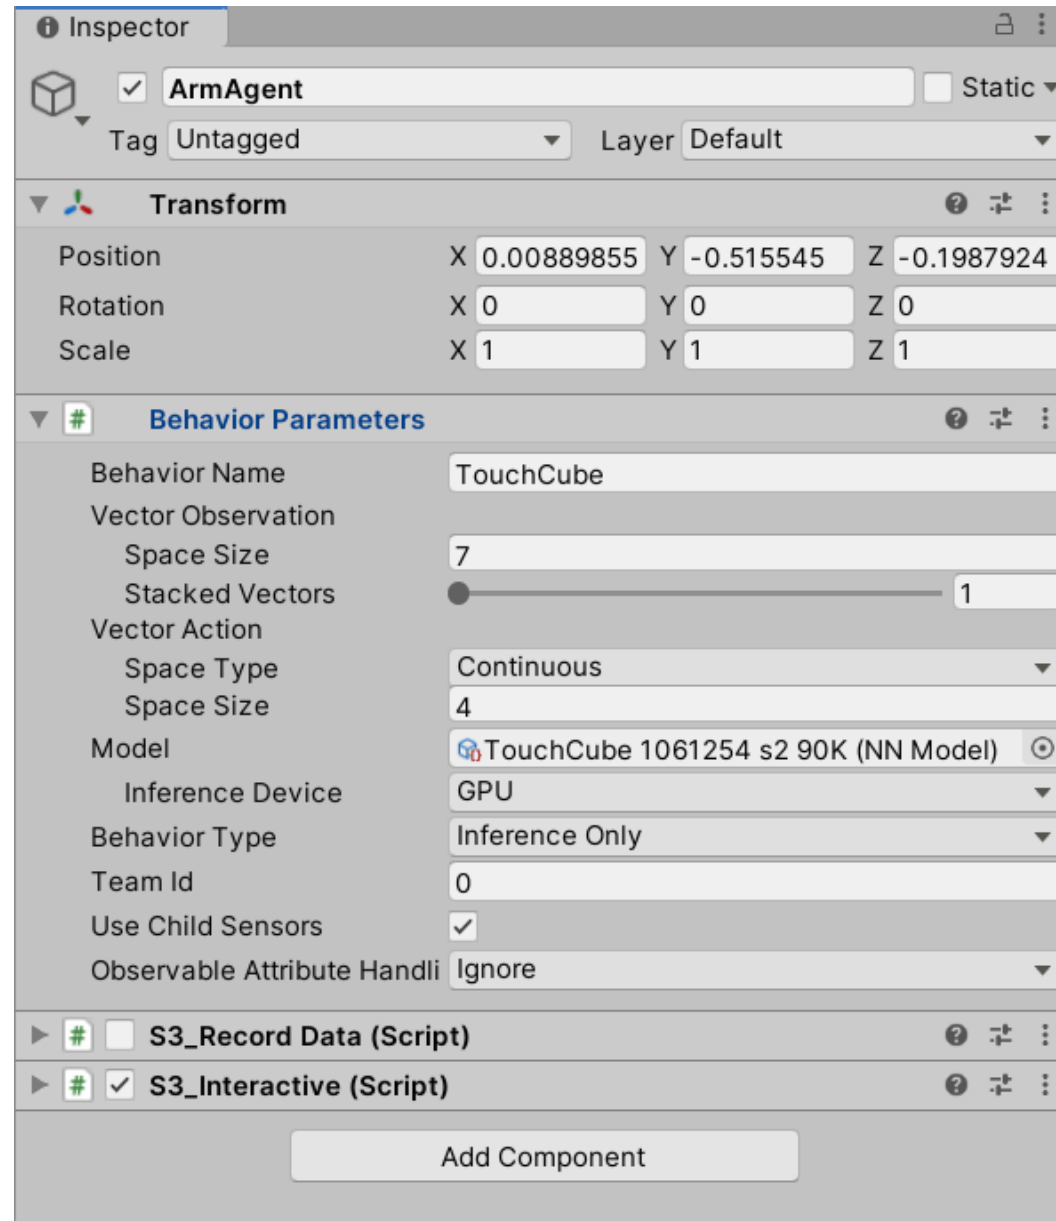 Inspector
ArmAgent Static
Tag Untagged Layer Default
Transform
Position X 0.00889855 Y -0.515545 Z -0.1987924
Rotation X 0 Y 0 Z 0
Scale X 1 Y 1 Z 1
# Behavior Parameters
Behavior Name TouchCube
Vector Observation
Space Size 7
Stacked Vectors 1
Vector Action
Space Type Continuous
Space Size 4
Model TouchCube 1061254 s2 90K (NN Model)
Inference Device GPU
Behavior Type Inference Only
Team Id 0
Use Child Sensors
Observable Attribute Handli Ignore
# S3_Record Data (Script)
# S3_Interactive (Script)
Add Component